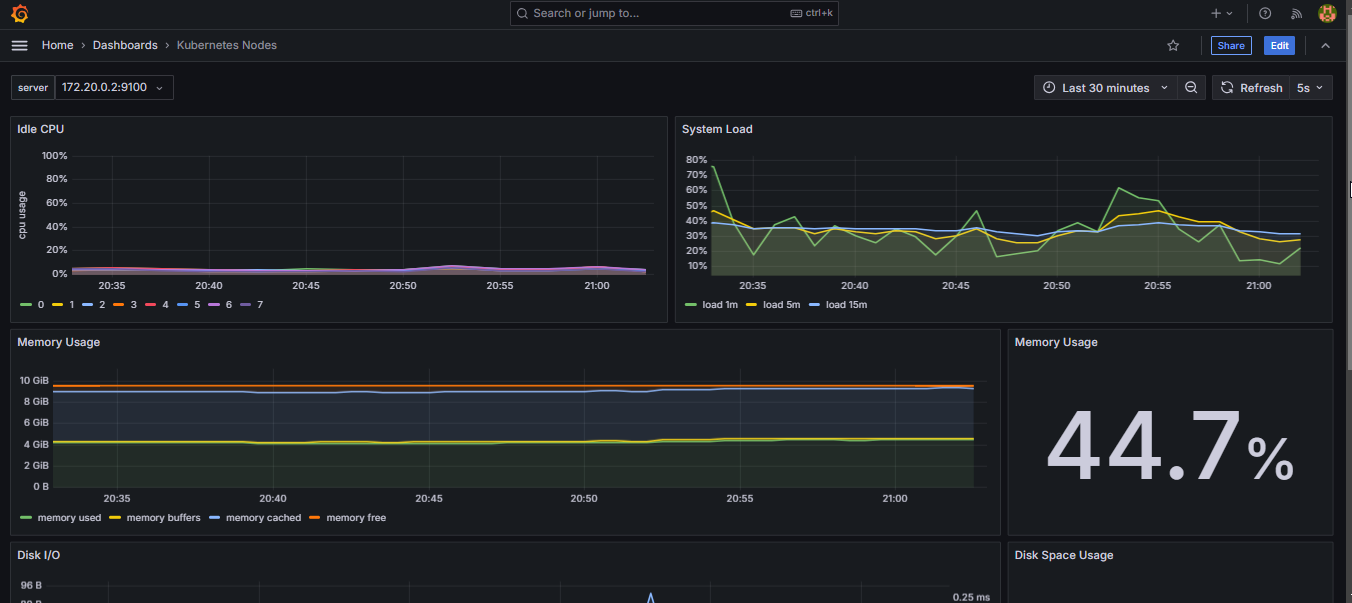 Search or jump to... ctrl+k
Home › Dashboards › Kubernetes Nodes
Share Edit
server 172.20.0.2:9100
Last 30 minutes Refresh 5s
Idle CPU
cpu usage
100%
80%
60%
40%
20%
0%
20:35 20:40 20:45 20:50 20:55 21:00
0 1 2 3 4 5 6 7
System Load
80%
70%
60%
50%
40%
30%
20%
10%
20:35 20:40 20:45 20:50 20:55 21:00
load 1m load 5m load 15m
Memory Usage
10 GiB
8 GiB
6 GiB
4 GiB
2 GiB
0 B
20:35 20:40 20:45 20:50 20:55 21:00
memory used memory buffers memory cached memory free
Memory Usage
44.7%
Disk I/O
96 B
0.25 ms
Disk Space Usage